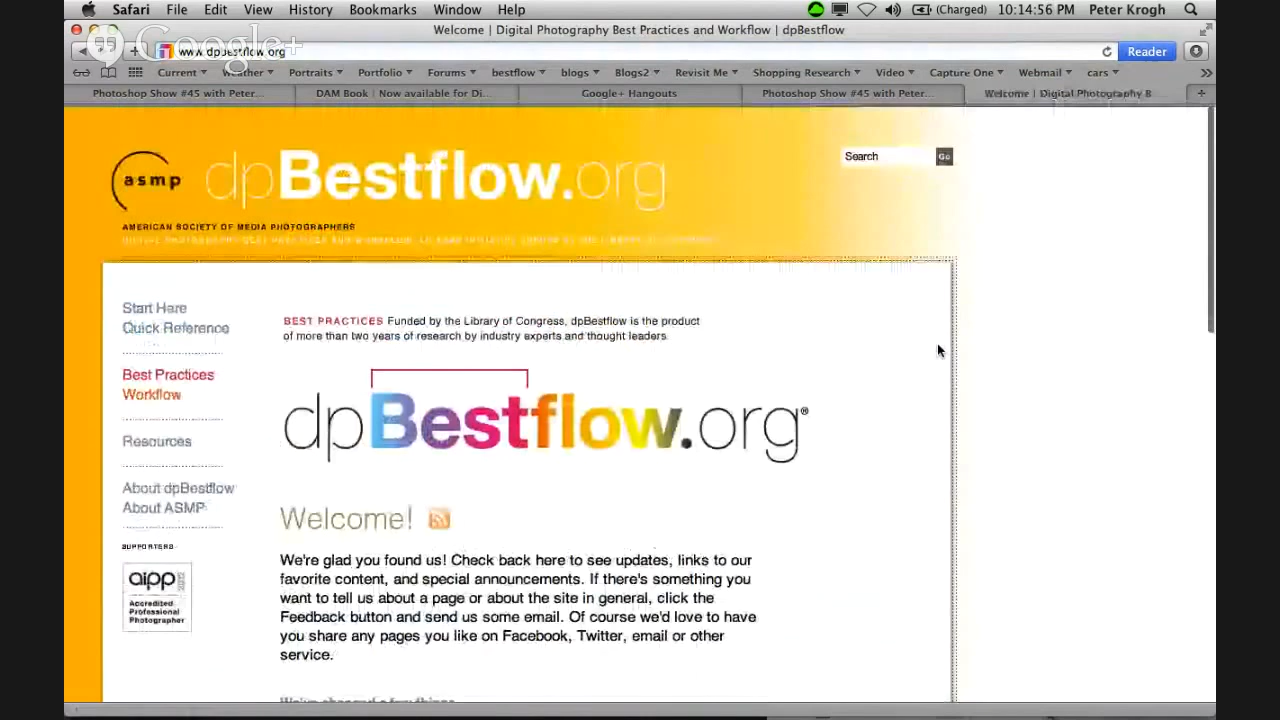 Safari File Edit View History Bookmarks Window Help (Charged) 10:14:56 PM Peter Krogh
Welcome | Digital Photography Best Practices and Workflow | dpBestflow
Google+
www.dpbestflow.org
Reader
Current Weather Portraits Portfolio Forums bestflow blogs Blogs2 Revisit Me Shopping Research Video Capture One Webmail cars
Photoshop Show #45 with Peter... DAM Book | Now available for Di... Google+ Hangouts Photoshop Show #45 with Peter... Welcome | Digital Photography B
asmp
dpBestflow.org
Search Go
AMERICAN SOCIETY OF MEDIA PHOTOGRAPHERS
Start Here
Quick Reference
Best Practices
Workflow
Resources
About dpBestflow
About ASMP
SUPPORTERS
aipp
Accredited
Professional
Photographer
BEST PRACTICES Funded by the Library of Congress, dpBestflow is the product
of more than two years of research by industry experts and thought leaders.
dpBestflow.org®
Welcome!
We're glad you found us! Check back here to see updates, links to our
favorite content, and special announcements. If there's something you
want to tell us about a page or about the site in general, click the
Feedback button and send us some email. Of course we'd love to have
you share any pages you like on Facebook, Twitter, email or other
service.
We've changed a few things